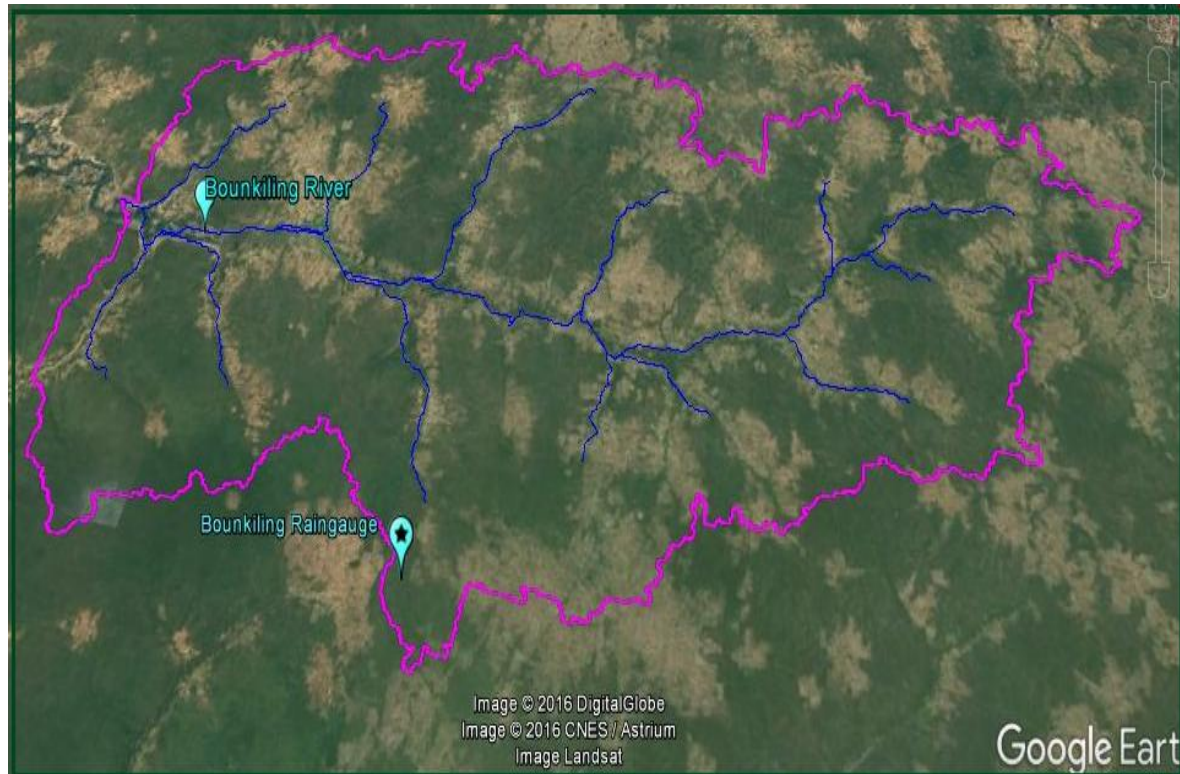 Bounkiling River
Bounkiling Raingauge
Image © 2016 DigitalGlobe
Image © 2016 CNES / Astrium
Image Landsat
Google Eart